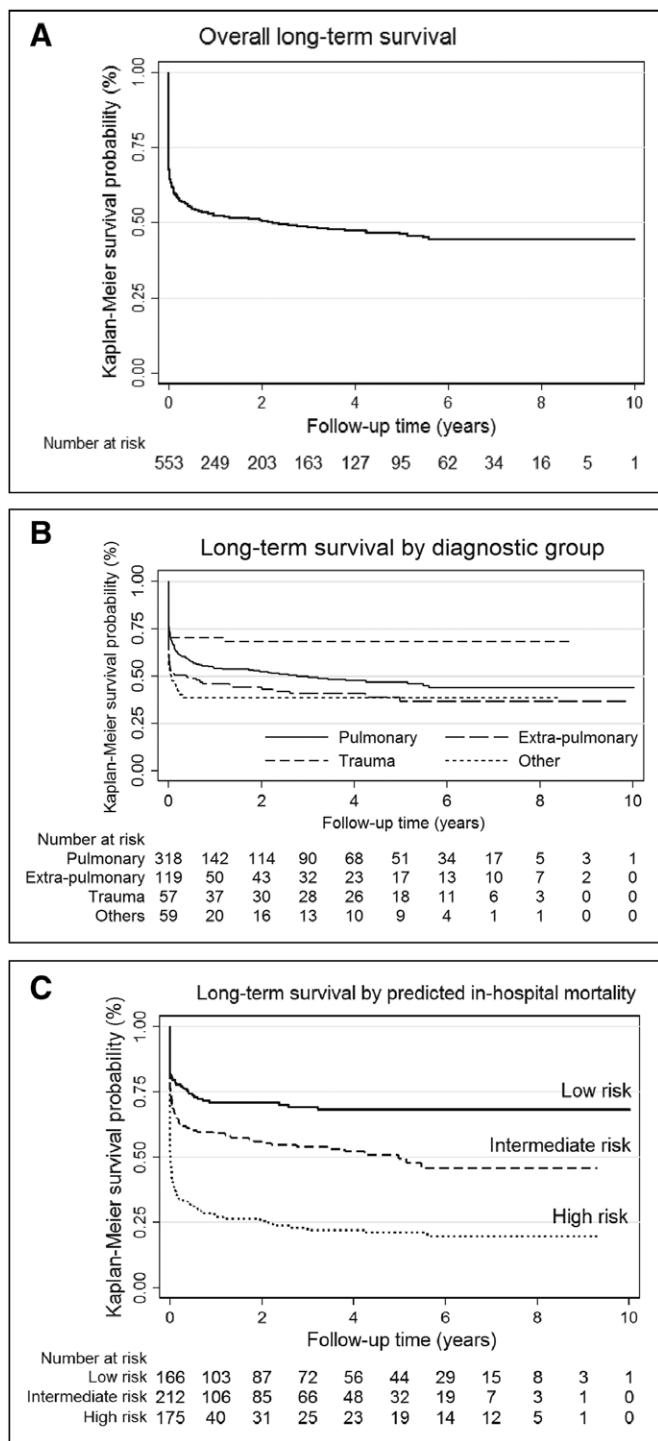 A
Overall long-term survival
Kaplan-Meier survival probability (%)
1.00
0.75
0.50
0.25
0.00
0 2 4 6 8 10
Follow-up time (years)
Number at risk
553 249 203 163 127 95 62 34 16 5 1
B
Long-term survival by diagnostic group
Kaplan-Meier survival probability (%)
1.00
0.75
0.50
0.25
0.00
Pulmonary Extra-pulmonary
Trauma Other
0 2 4 6 8 10
Follow-up time (years)
Number at risk
Pulmonary 318 142 114 90 68 51 34 17 5 3 1
Extra-pulmonary 119 50 43 32 23 17 13 10 7 2 0
Trauma 57 37 30 28 26 18 11 6 3 0 0
Others 59 20 16 13 10 9 4 1 1 0 0
C
Long-term survival by predicted in-hospital mortality
Kaplan-Meier survival probability (%)
1.00
0.75
0.50
0.25
0.00
Low risk
Intermediate risk
High risk
0 2 4 6 8 10
Follow-up time (years)
Number at risk
Low risk 166 103 87 72 56 44 29 15 8 3 1
Intermediate risk 212 106 85 66 48 32 19 7 3 1 0
High risk 175 40 31 25 23 19 14 12 5 1 0